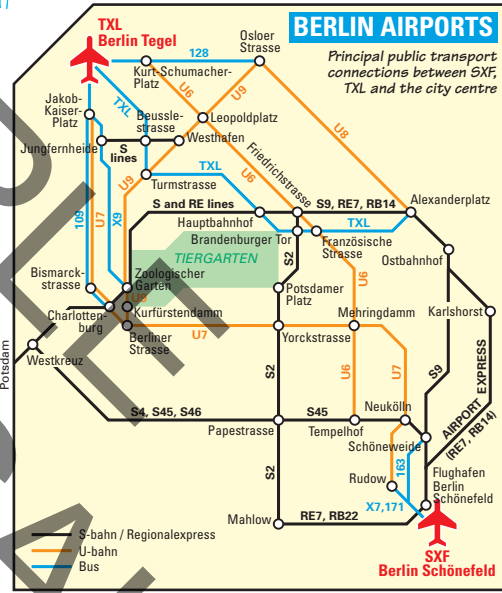 BERLIN AIRPORTS
Principal public transport
connections between SXF,
TXL and the city centre
TXL
Berlin Tegel
128
Osloer
Strasse
Kurt-Schumacher-
Platz
U6
U9
U8
Jakob-
Kaiser-
Platz
TXL
Beussle-
strasse
Leopoldplatz
Jungfernheide
S
lines
Westhafen
Friedrichstrasse
U6
TXL
U9
Turmstrasse
109
U7
X9
S and RE lines
S9, RE7, RB14
Alexanderplatz
Hauptbahnhof
TXL
Brandenburger Tor
Französische
Strasse
TIERGARTEN
S2
Ostbahnhof
Bismarck-
strasse
Zoologischer
Garten
U9
U6
Potsdamer
Platz
Charlotten-
burg
Kurfürstendamm
Mehringdamm
Karlshorst
Berliner
Strasse
U7
Yorckstrasse
Potsdam
Westkreuz
S2
U6
U7
S9
AIRPORT
EXPRESS
(RE7, RB14)
S4, S45, S46
S45
Neukölln
Papestrasse
Tempelhof
Schöneweide
S2
163
Rudow
Flughafen
Berlin
Schönefeld
X7,171
Mahlow
RE7, RB22
SXF
Berlin Schönefeld
S-bahn / Regionalexpress
U-bahn
Bus